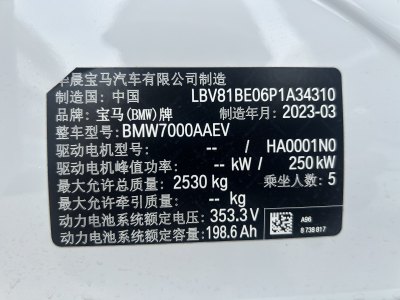 华晨宝马汽车有限公司制造
制造国: 中国 LBV81BE06P1A34310
品牌: 宝马(BMW)牌 制造年月: 2023-03
整车型号: BMW7000AAEV
驱动电机型号: -- / HA0001N0
驱动电机峰值功率: -- kW / 250 kW
最大允许总质量: 2530 kg 乘坐人数: 5
最大允许牵引质量: -- kg
动力电池系统额定电压: 353.3 V A96
动力电池系统额定容量: 198.6 Ah 8 738 817